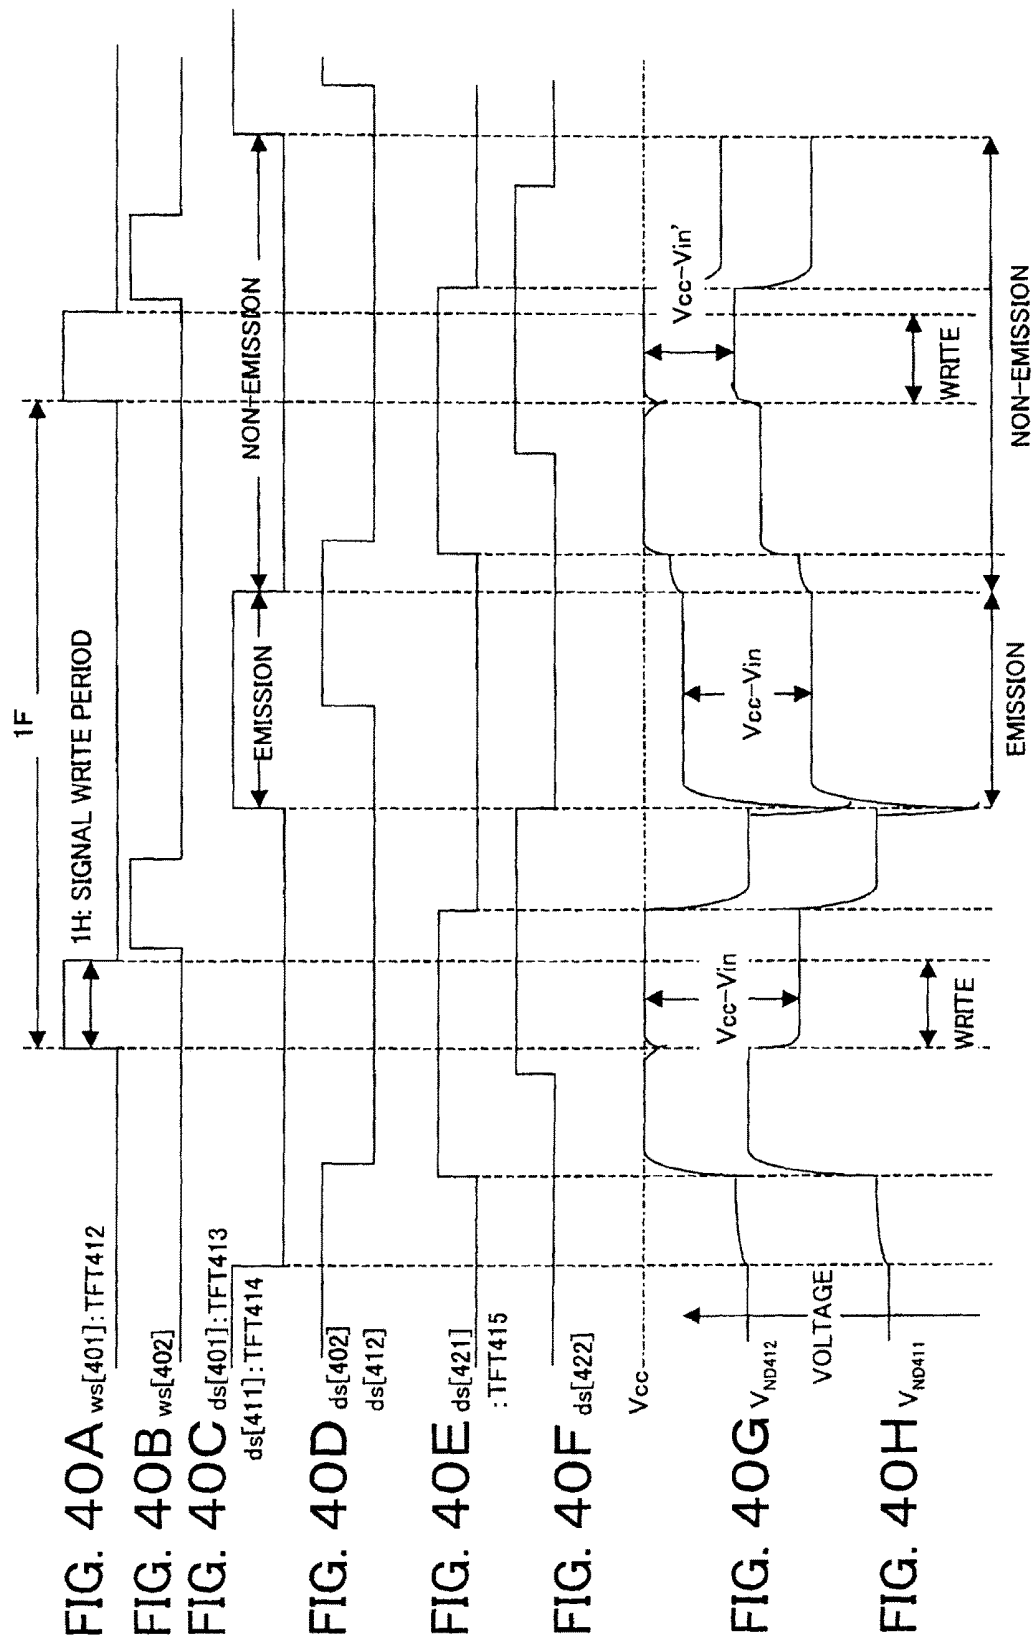 FIG. 40A ws[401]:TFT412
FIG. 40B ws[402]
FIG. 40C ds[401]:TFT413
ds[411]:TFT414
FIG. 40D ds[402]
ds[412]
FIG. 40E ds[421]
:TFT415
FIG. 40F ds[422]
Vcc
FIG. 40G VND412
VOLTAGE
FIG. 40H VND411
1F
1H: SIGNAL WRITE PERIOD
EMISSION
NON-EMISSION
Vcc-Vin
Vcc-Vin
Vcc-Vin'
WRITE
WRITE
EMISSION
NON-EMISSION